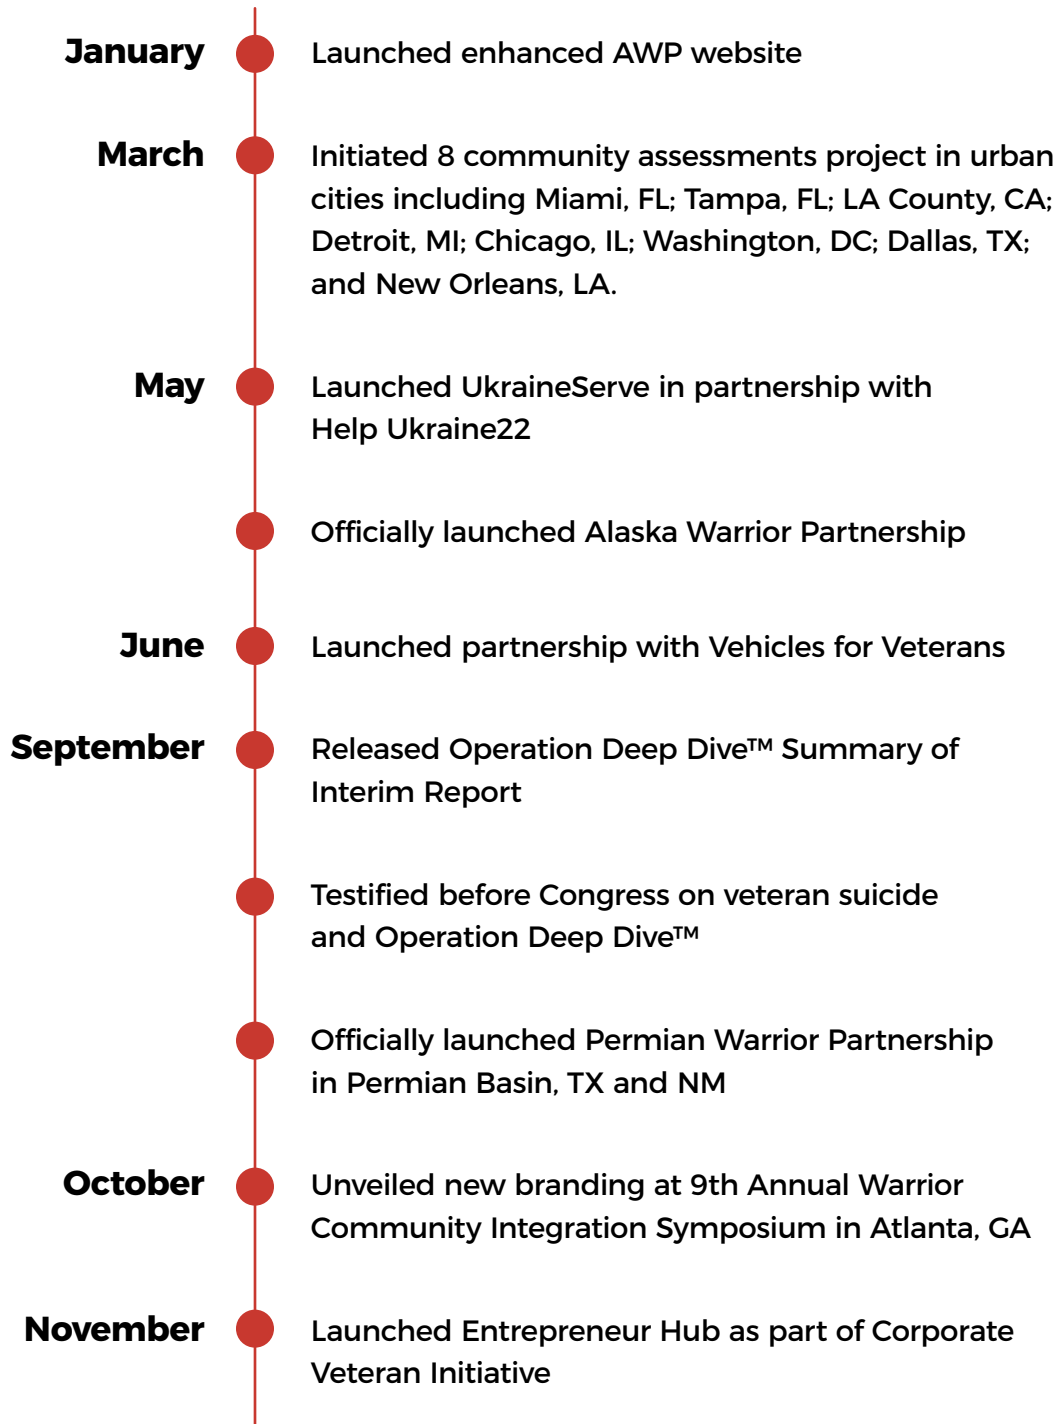 January
Launched enhanced AWP website
March
Initiated 8 community assessments project in urban
cities including Miami, FL; Tampa, FL; LA County, CA;
Detroit, MI; Chicago, IL; Washington, DC; Dallas, TX;
and New Orleans, LA.
May
Launched UkraineServe in partnership with
Help Ukraine22
Officially launched Alaska Warrior Partnership
June
Launched partnership with Vehicles for Veterans
September
Released Operation Deep Dive™ Summary of
Interim Report
Testified before Congress on veteran suicide
and Operation Deep Dive™
Officially launched Permian Warrior Partnership
in Permian Basin, TX and NM
October
Unveiled new branding at 9th Annual Warrior
Community Integration Symposium in Atlanta, GA
November
Launched Entrepreneur Hub as part of Corporate
Veteran Initiative